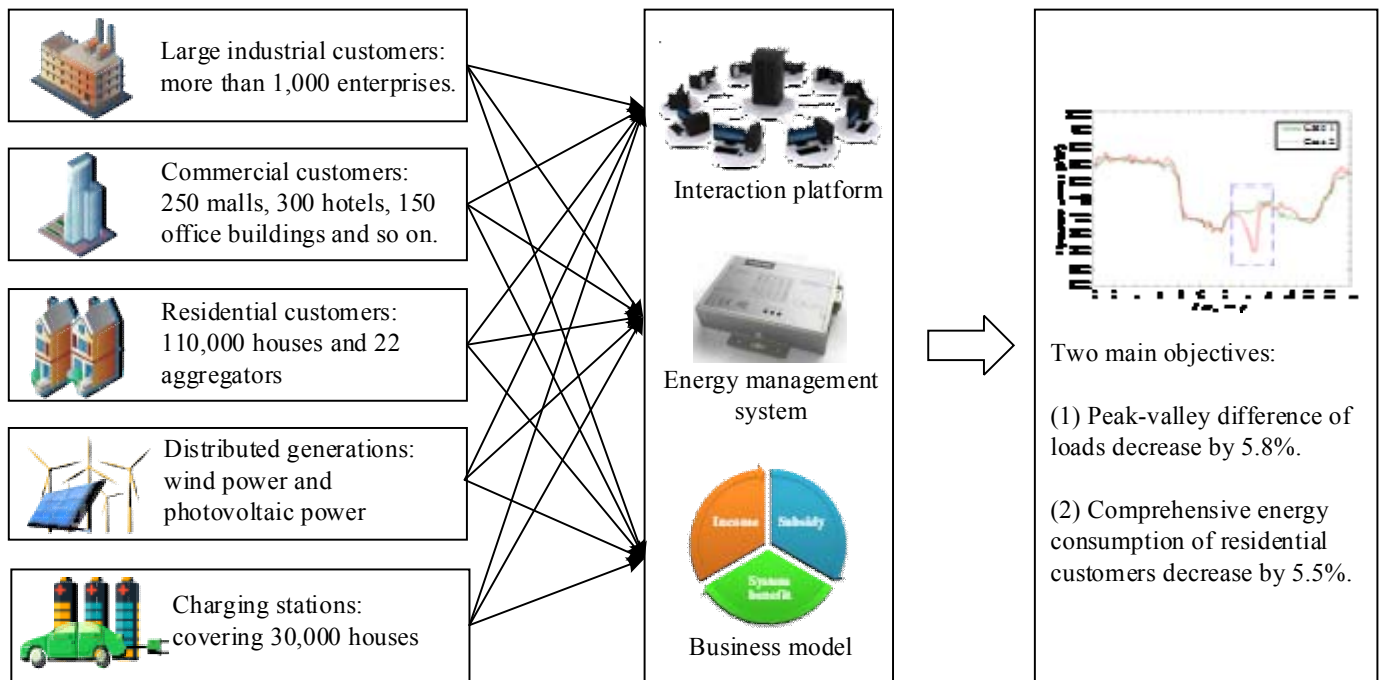 Large industrial customers:
more than 1,000 enterprises.
Commercial customers:
250 malls, 300 hotels, 150
office buildings and so on.
Residential customers:
110,000 houses and 22
aggregators
Distributed generations:
wind power and
photovoltaic power
Charging stations:
covering 30,000 houses
Interaction platform
Energy management
system
Income
Subsidy
System
benefit
Business model
Two main objectives:
(1) Peak-valley difference of
loads decrease by 5.8%.
(2) Comprehensive energy
consumption of residential
customers decrease by 5.5%.